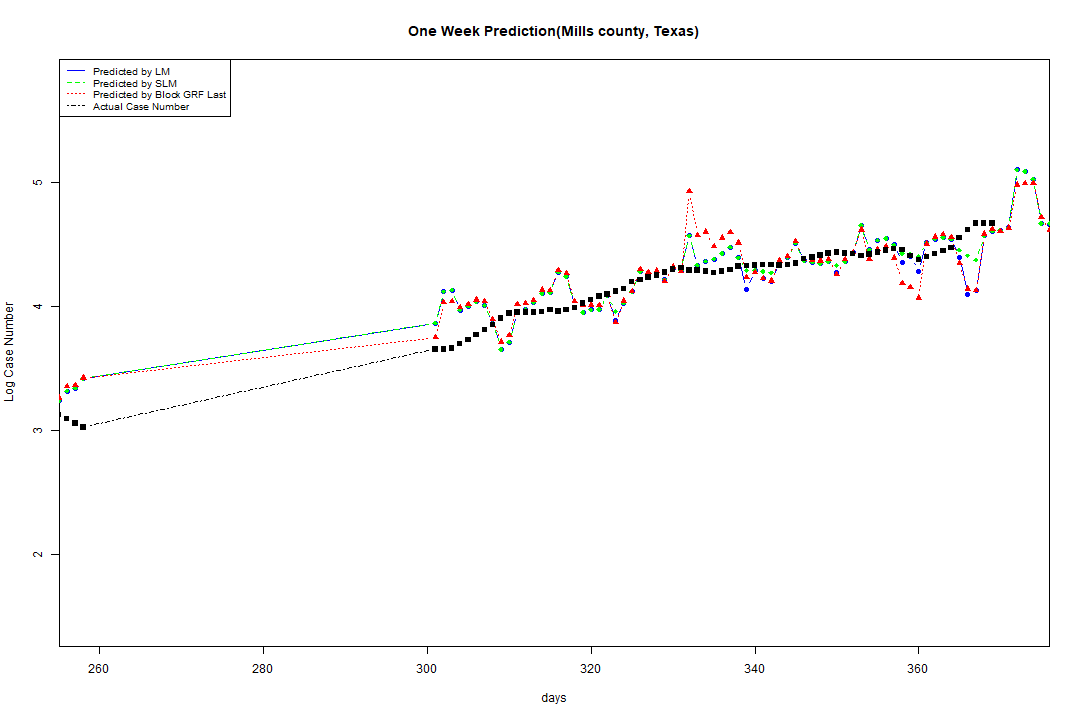 One Week Prediction(Mills county, Texas)
Predicted by LM
Predicted by SLM
Predicted by Block GRF Last
Actual Case Number
5
4
3
2
Log Case Number
260 280 300 320 340 360
days